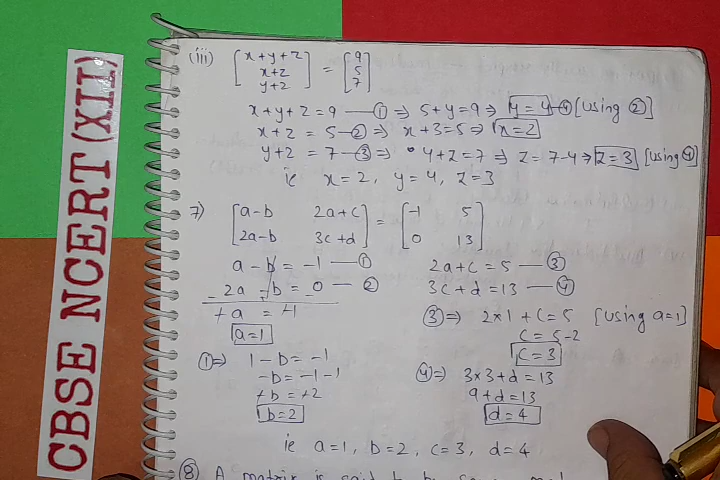 CBSE NCERT (XII)
(iii) [x+y+z x+z y+z] = [9 5 7]
x+y+z=9 —① ⇒ 5+y=9 ⇒ y=4 —④ [Using ②]
x+z = 5 —② ⇒ x+3=5 ⇒ x=2
y+z = 7 —③ ⇒ 4+z=7 ⇒ z=7-4 ⇒ z=3 [Using ④]
ie x=2, y=4, z=3
7) [a-b 2a+c 2a-b 3c+d] = [-1 5 0 13]
a-b = -1 —①
2a-b = 0 —②
+a = +1
a=1
2a+c = 5 —③
3c+d = 13 —④
③⇒ 2×1+c=5 [Using a=1]
c = 5-2
c=3
①⇒ 1-b=-1
-b=-1-1
+b=+2
b=2
④⇒ 3×3+d=13
9+d=13
d=4
ie a=1, b=2, c=3, d=4
⑧ A matrix is said to be